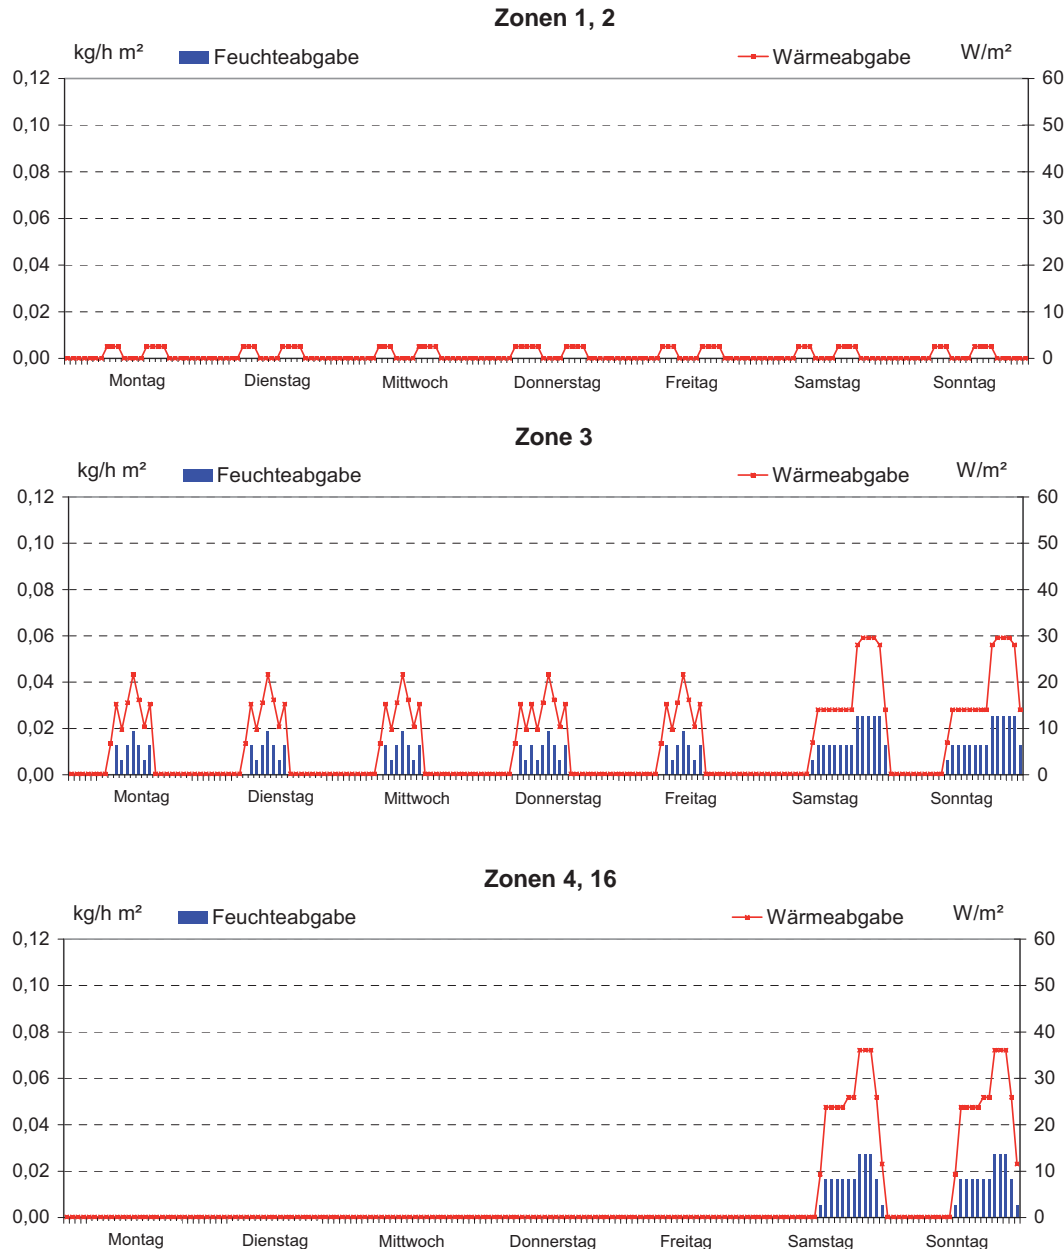 Zonen 1, 2
kg/h m² Feuchteabgabe Wärmeabgabe W/m²
0,12 60
0,10 50
0,08 40
0,06 30
0,04 20
0,02 10
0,00 0
Montag Dienstag Mittwoch Donnerstag Freitag Samstag Sonntag
Zone 3
kg/h m² Feuchteabgabe Wärmeabgabe W/m²
0,12 60
0,10 50
0,08 40
0,06 30
0,04 20
0,02 10
0,00 0
Montag Dienstag Mittwoch Donnerstag Freitag Samstag Sonntag
Zonen 4, 16
kg/h m² Feuchteabgabe Wärmeabgabe W/m²
0,12 60
0,10 50
0,08 40
0,06 30
0,04 20
0,02 10
0,00 0
Montag Dienstag Mittwoch Donnerstag Freitag Samstag Sonntag